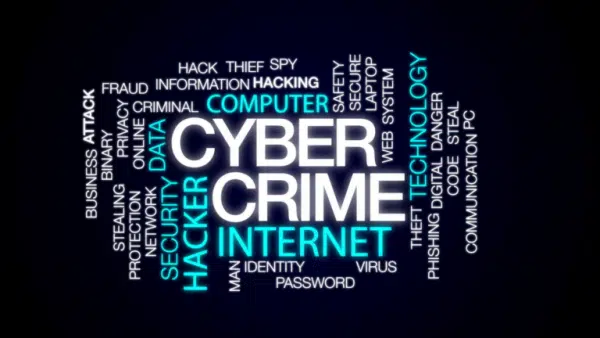 HACK THIEF SPY
FRAUD INFORMATION HACKING
CRIMINAL COMPUTER
CYBER
CRIME
INTERNET
IDENTITY VIRUS
PASSWORD
BUSINESS ATTACK
BINARY
PRIVACY
ONLINE
DATA
STEALING
PROTECTION
NETWORK
SECURITY
HACKER
MAN
SAFETY
SECURE
LAPTOP
WEB SYSTEM
TECHNOLOGY
THEFT
PHISHING DIGITAL DANGER
CODE STEAL
COMMUNICATION PC